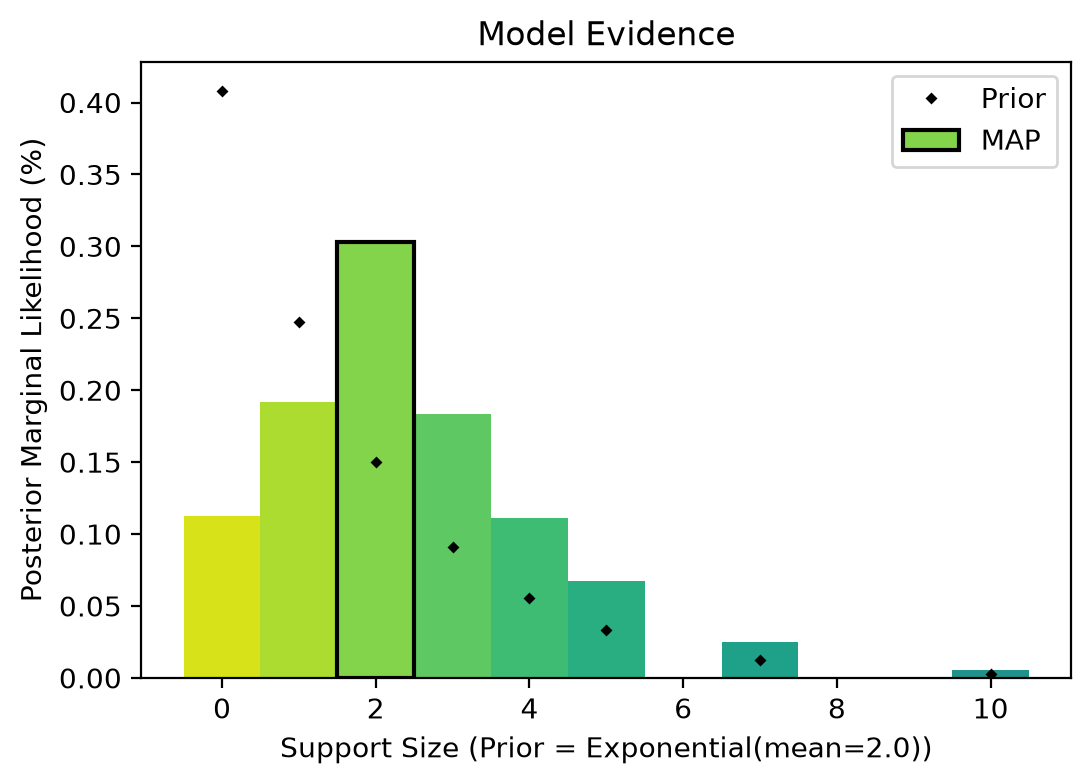 Model Evidence
Prior
MAP
Posterior Marginal Likelihood (%)
0.40
0.35
0.30
0.25
0.20
0.15
0.10
0.05
0.00
0 2 4 6 8 10
Support Size (Prior = Exponential(mean=2.0))